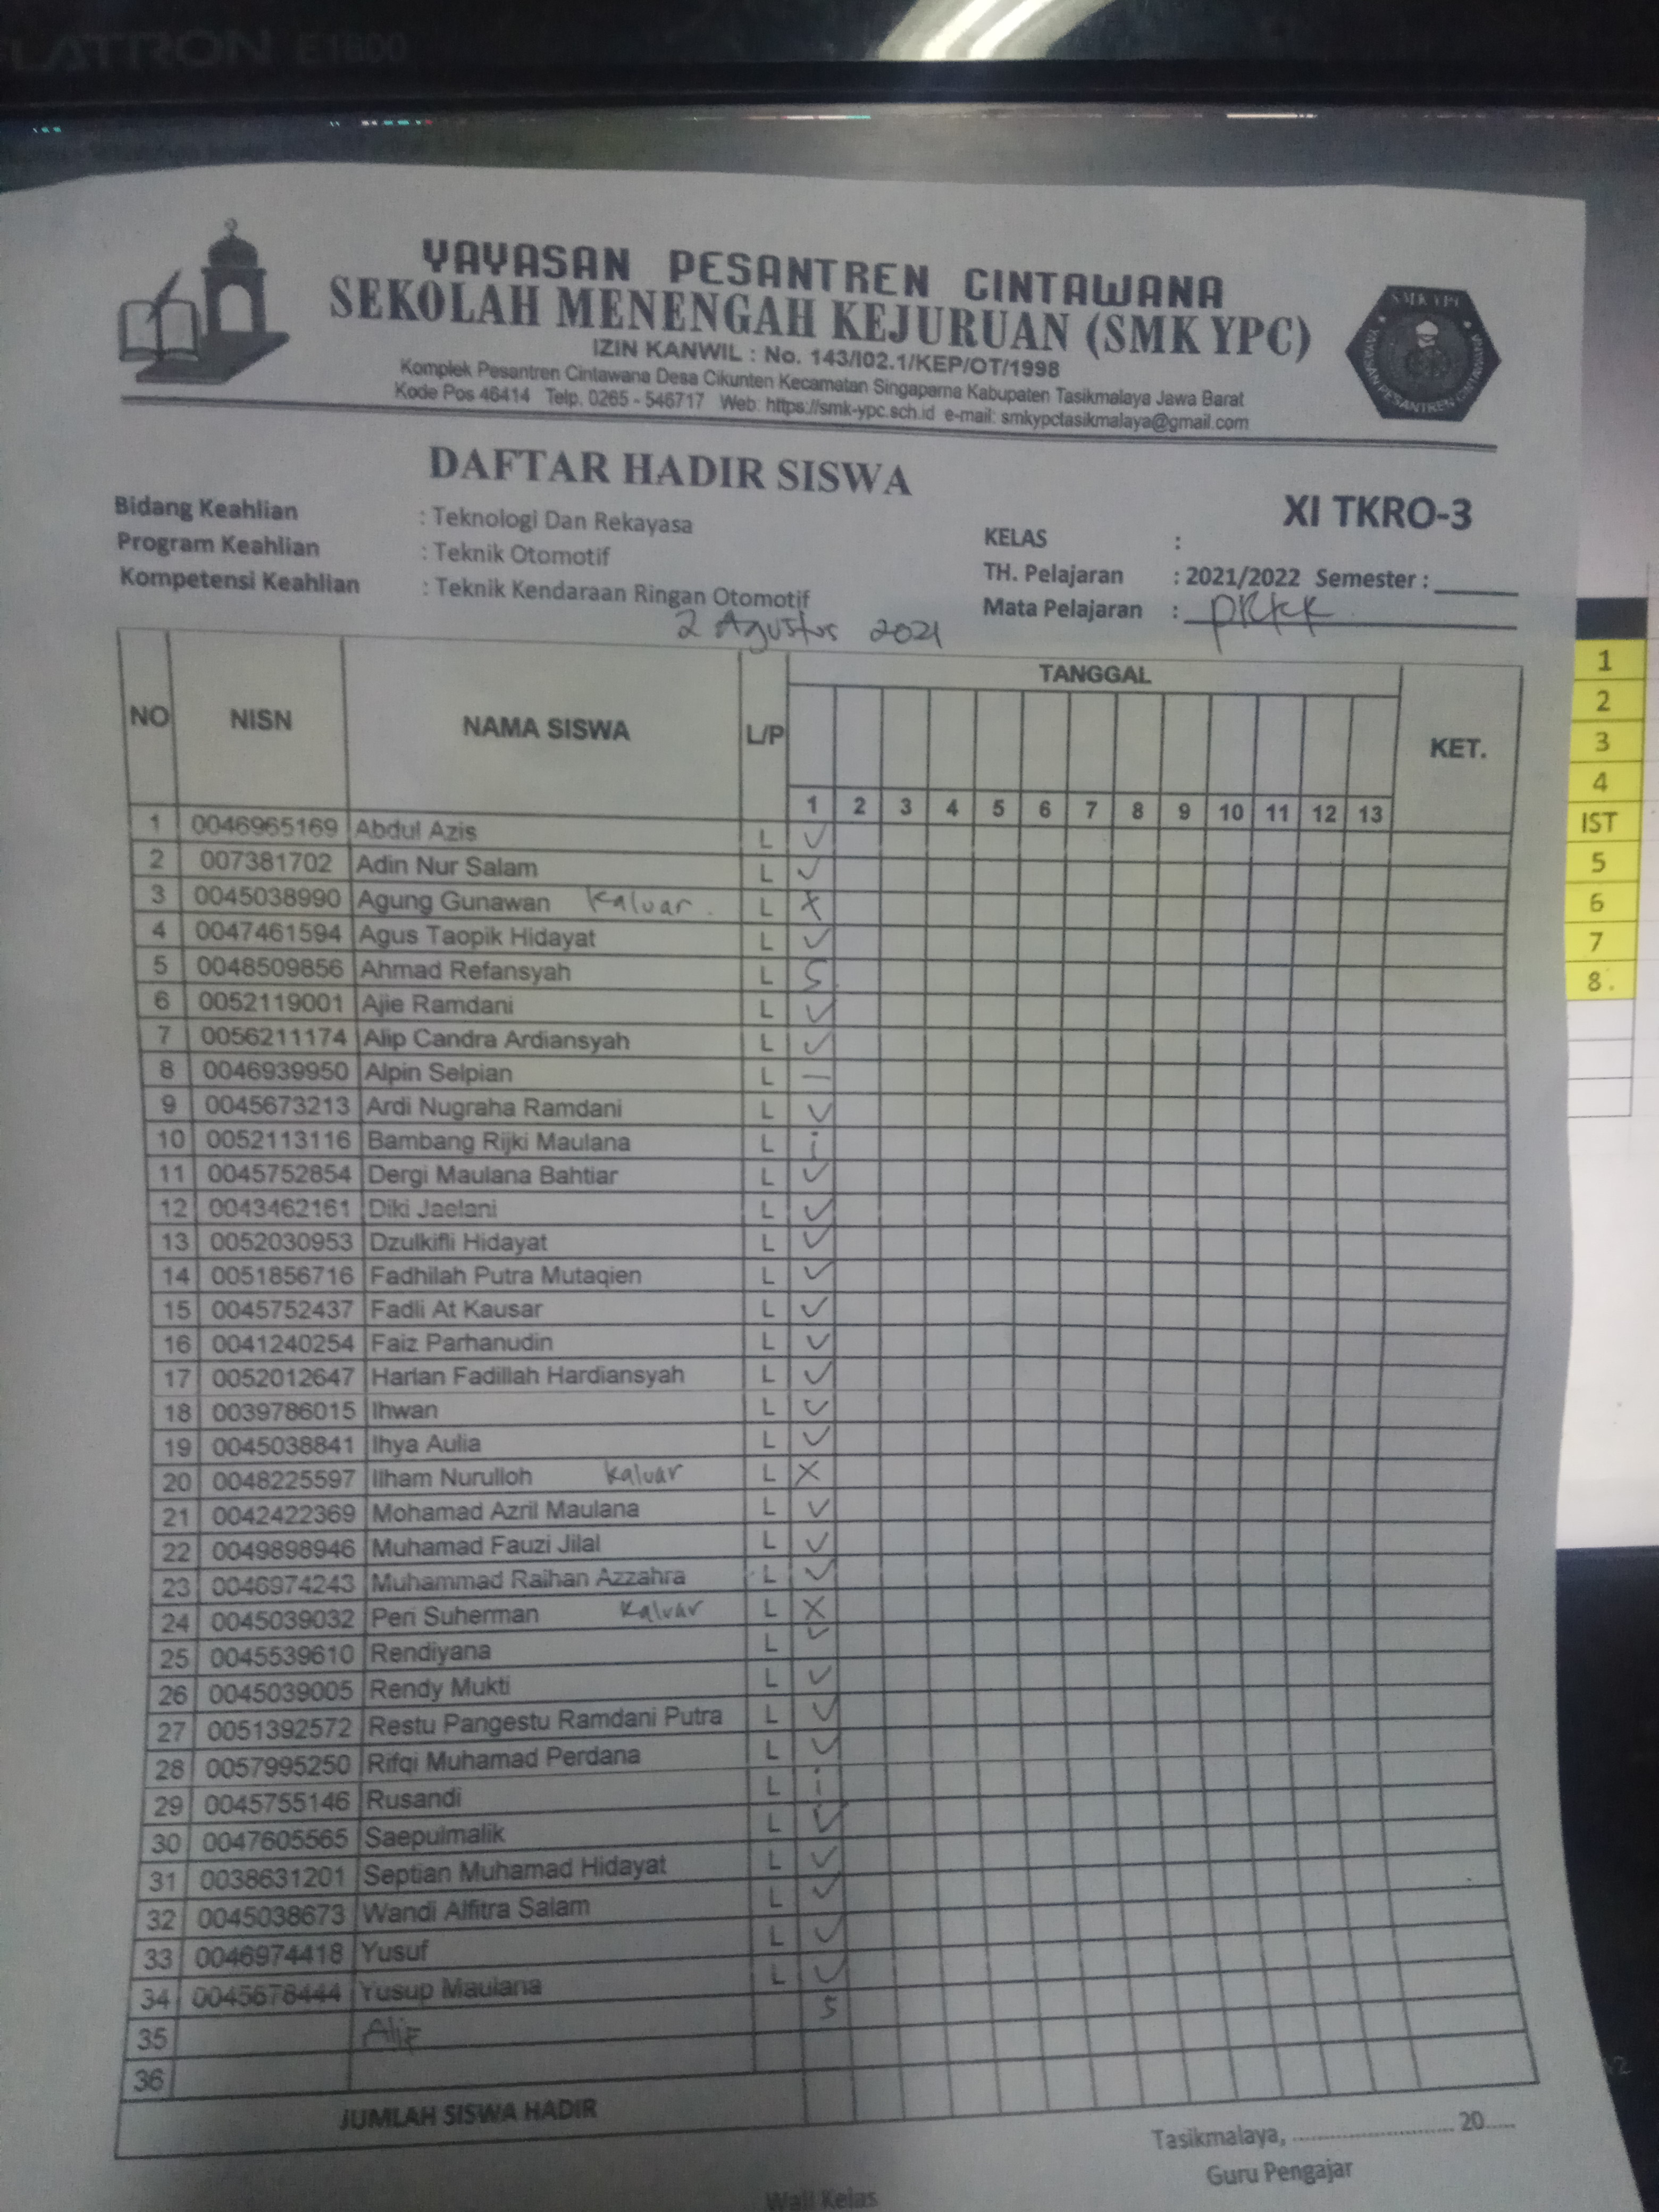 FLATRON E1600
YAYASAN PESANTREN CINTAWANA
SEKOLAH MENENGAH KEJURUAN (SMK YPC)
IZIN KANWIL : No. 143/I02.1/KEP/OT/1998
Komplek Pesantren Cintawana Desa Cikunten Kecamatan Singaparna Kabupaten Tasikmalaya Jawa Barat
Kode Pos 46414 Telp. 0265 - 546717 Web: https://smk-ypc.sch.id e-mail: smkypctasikmalaya@gmail.com
SMK YPC
YAYASAN PESANTREN CINTAWANA
DAFTAR HADIR SISWA
XI TKRO-3
Bidang Keahlian : Teknologi Dan Rekayasa
KELAS :
Program Keahlian : Teknik Otomotif
TH. Pelajaran : 2021/2022 Semester :
Kompetensi Keahlian : Teknik Kendaraan Ringan Otomotif
Mata Pelajaran : PKKK
2 Agustus 2021
NO NISN NAMA SISWA L/P TANGGAL KET.
1 2 3 4 5 6 7 8 9 10 11 12 13
1 0046965169 Abdul Azis L ✓
2 007381702 Adin Nur Salam L ✓
3 0045038990 Agung Gunawan Kaluar. L X
4 0047461594 Agus Taopik Hidayat L ✓
5 0048509856 Ahmad Refansyah L S
6 0052119001 Ajie Ramdani L ✓
7 0056211174 Alip Candra Ardiansyah L ✓
8 0046939950 Alpin Selpian L —
9 0045673213 Ardi Nugraha Ramdani L ✓
10 0052113116 Bambang Rijki Maulana L i
11 0045752854 Dergi Maulana Bahtiar L ✓
12 0043462161 Diki Jaelani L ✓
13 0052030953 Dzulkifli Hidayat L ✓
14 0051856716 Fadhilah Putra Mutaqien L ✓
15 0045752437 Fadli At Kausar L ✓
16 0041240254 Faiz Parhanudin L ✓
17 0052012647 Harlan Fadillah Hardiansyah L ✓
18 0039786015 Ihwan L ✓
19 0045038841 Ihya Aulia L ✓
20 0048225597 Ilham Nurulloh Kaluar L X
21 0042422369 Mohamad Azril Maulana L ✓
22 0049898946 Muhamad Fauzi Jilal L ✓
23 0046974243 Muhammad Raihan Azzahra L ✓
24 0045039032 Peri Suherman Kaluar L X
25 0045539610 Rendiyana L ✓
26 0045039005 Rendy Mukti L ✓
27 0051392572 Restu Pangestu Ramdani Putra L ✓
28 0057995250 Rifqi Muhamad Perdana L ✓
29 0045755146 Rusandi L i
30 0047605565 Saepulmalik L ✓
31 0038631201 Septian Muhamad Hidayat L ✓
32 0045038673 Wandi Alfitra Salam L ✓
33 0046974418 Yusuf L ✓
34 0045678444 Yusup Maulana L ✓
35 Alif S
36
JUMLAH SISWA HADIR
Tasikmalaya, .......................... 20.....
Guru Pengajar
Wali Kelas
1
2
3
4
IST
5
6
7
8.